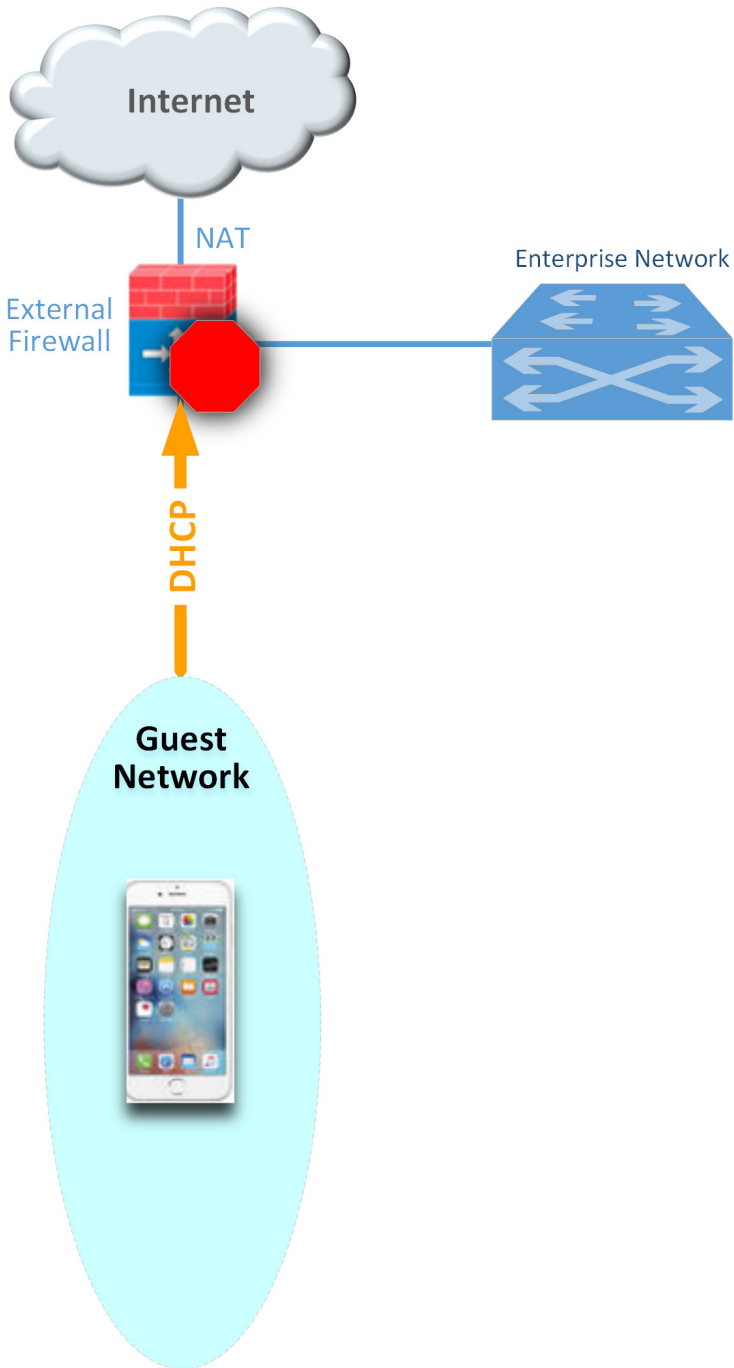 Internet
NAT
Enterprise Network
External
Firewall
DHCP
Guest
Network